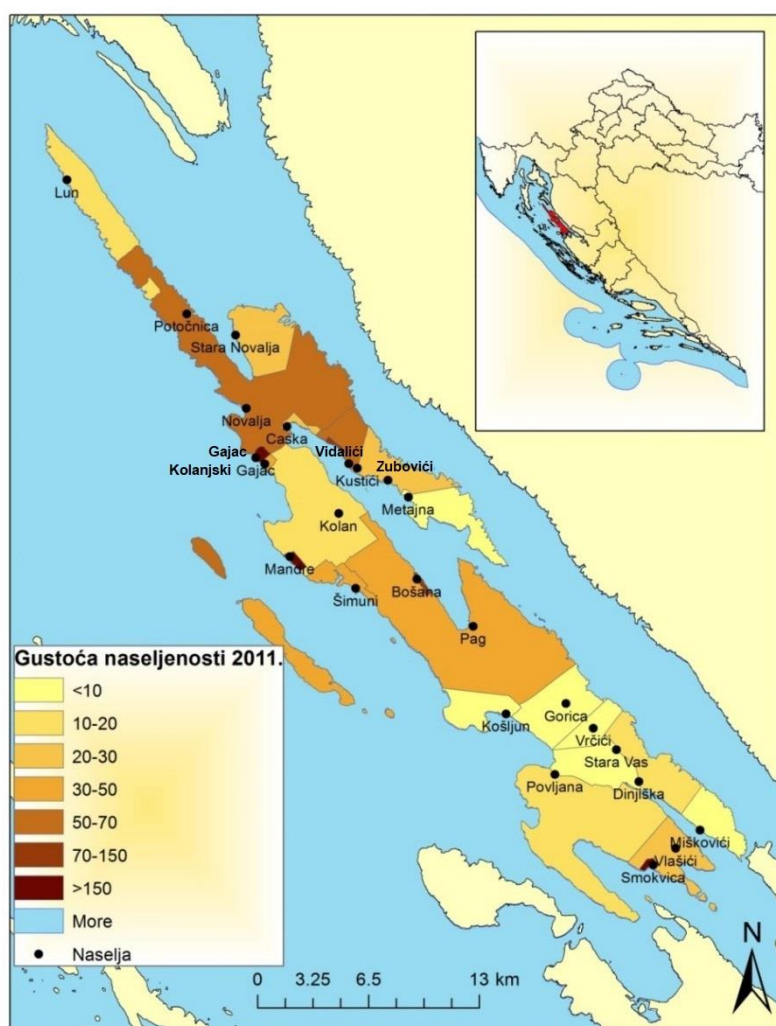 Lun
Potočnica
Stara Novalja
Novalja
Caska
Gajac
Vidalići
Kolanjski Gajac
Kustići
Zubovići
Metajna
Kolan
Mandre
Bošana
Šimuni
Pag
Košljun
Gorica
Vrčići
Stara Vas
Povljana
Dinjiška
Miškovići
Vlašići
Smokvica
Gustoća naseljenosti 2011.
<10
10-20
20-30
30-50
50-70
70-150
>150
More
Naselja
0 3.25 6.5 13 km
N